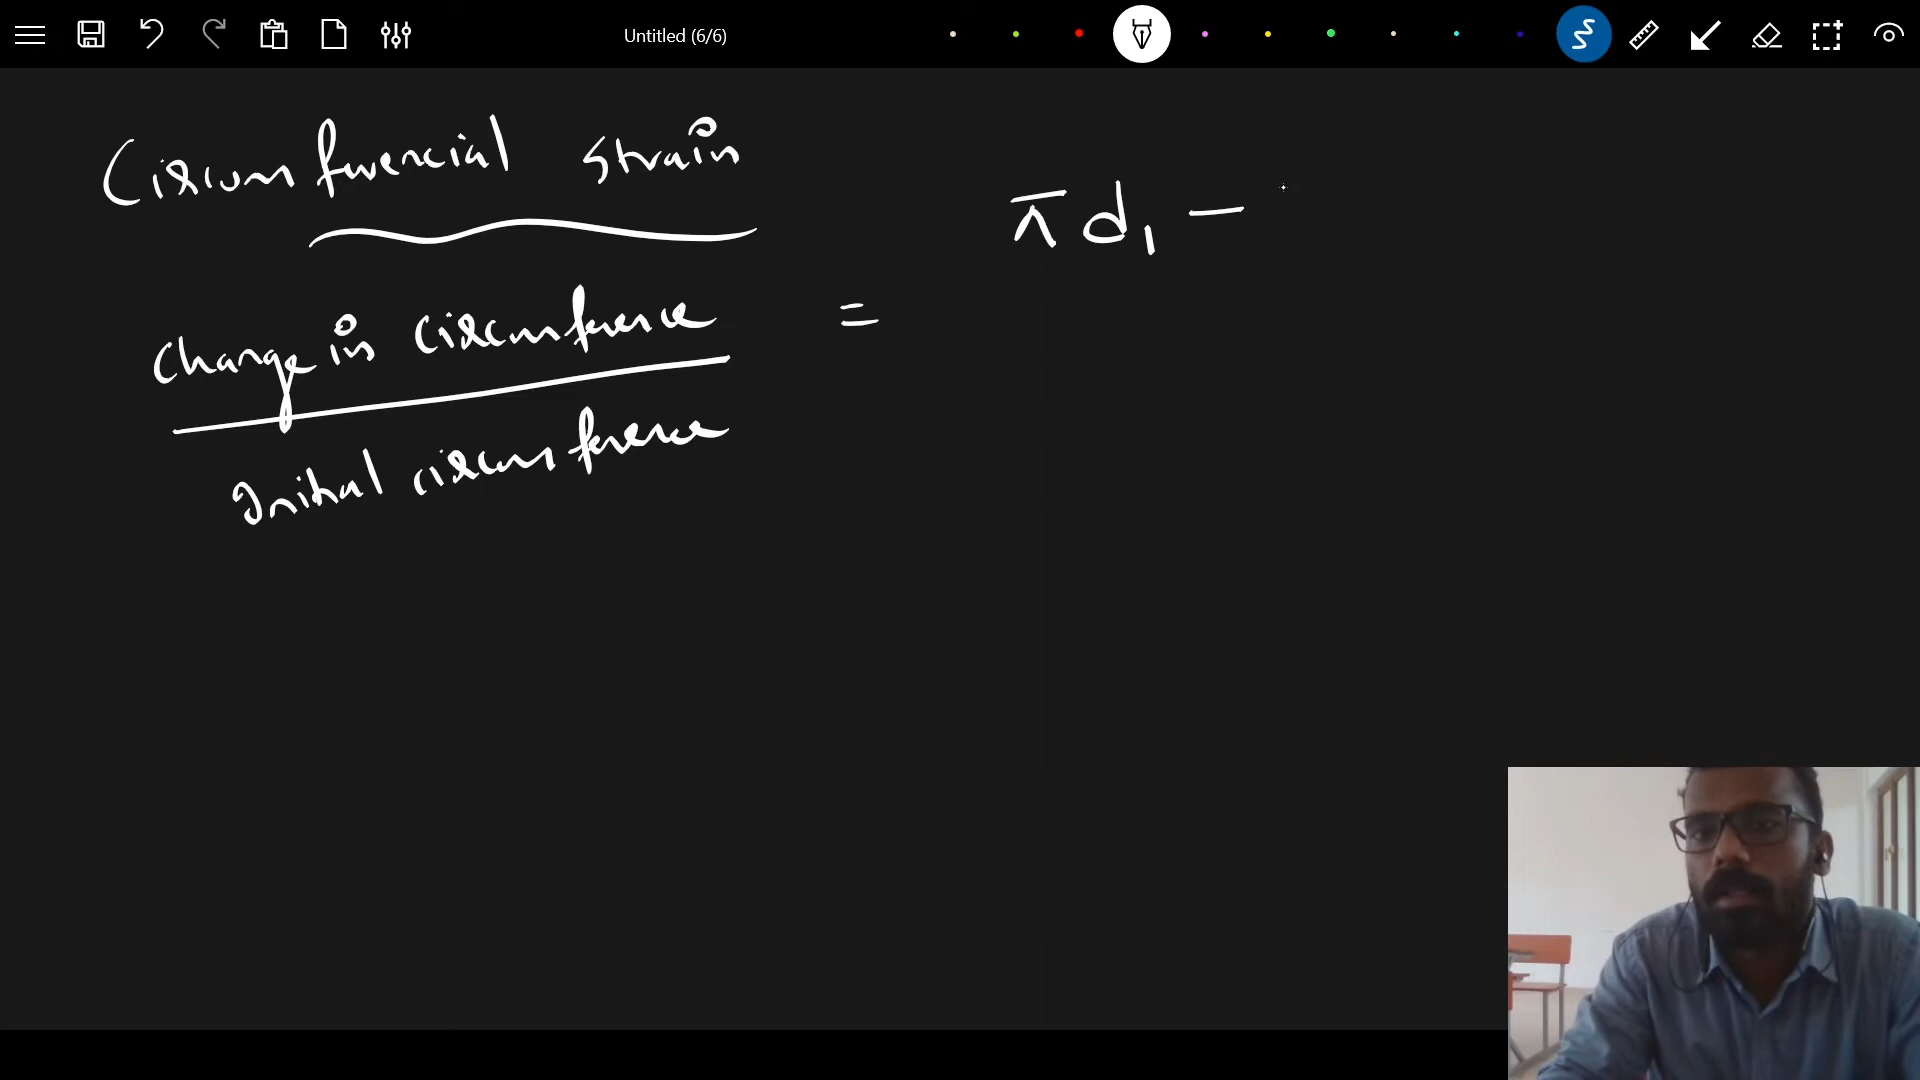 Untitled (6/6)
Circumferencial strain
Change in circumference =
Initial circumference
πd₁ −